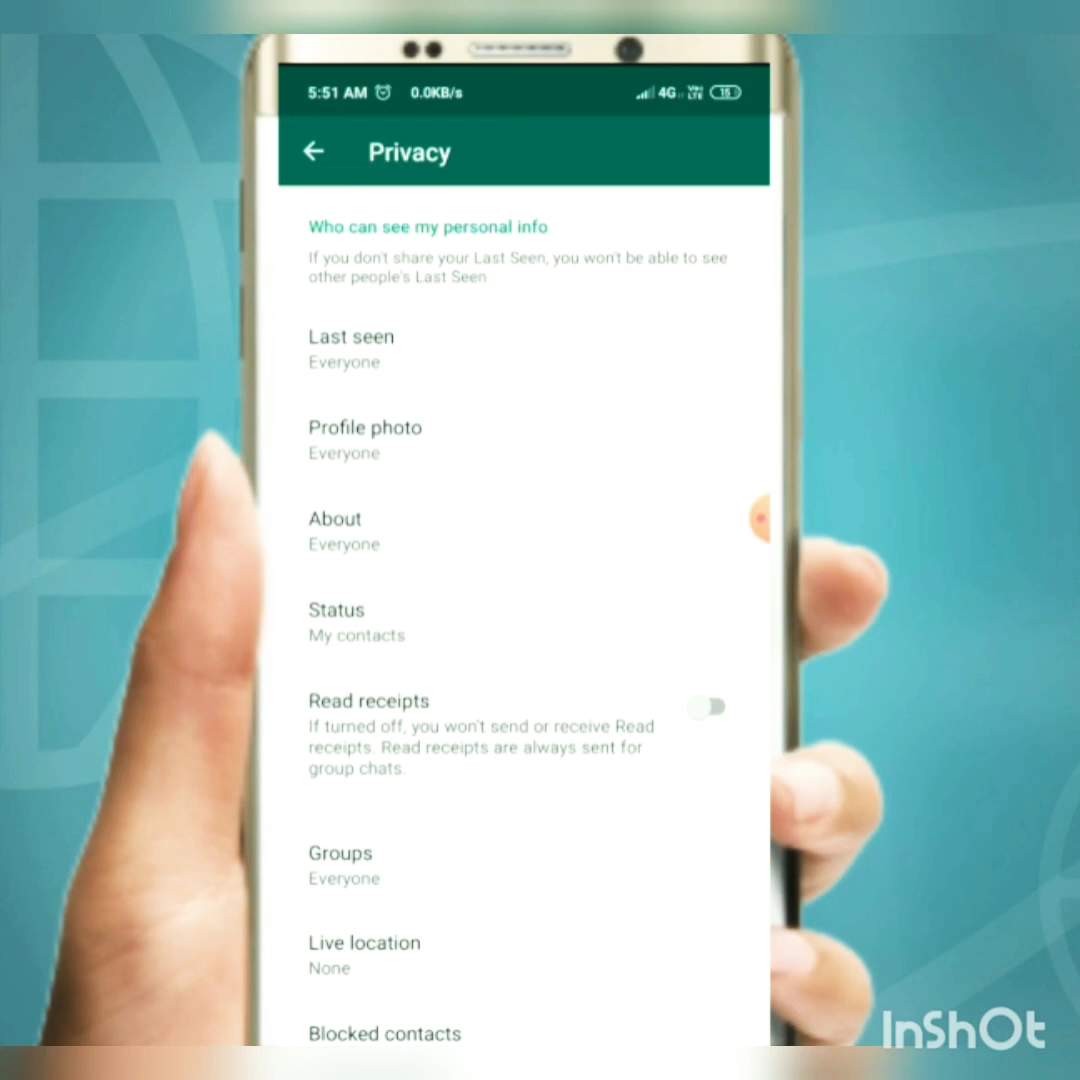 5:51 AM 0.0KB/s 4G Vo LTE 15
Privacy
Who can see my personal info
If you don't share your Last Seen, you won't be able to see
other people's Last Seen
Last seen
Everyone
Profile photo
Everyone
About
Everyone
Status
My contacts
Read receipts
If turned off, you won't send or receive Read
receipts. Read receipts are always sent for
group chats.
Groups
Everyone
Live location
None
Blocked contacts
InShOt